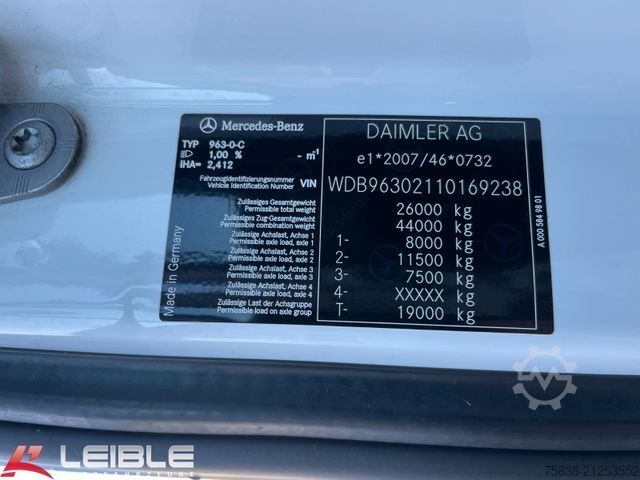 Mercedes-Benz
DAIMLER AG
TYP 963-0-C
1,00 % - m⁻¹
IHA= 2,412
e1*2007/46*0732
Fahrzeugidentifizierungsnummer
Vehicle Identification Number VIN
WDB96302110169238
Zulässiges Gesamtgewicht
Permissible total weight
26000 kg
Zulässiges Zug-Gesamtgewicht
Permissible combination weight
44000 kg
Zulässige Achslast, Achse 1
Permissible axle load, axle 1
1- 8000 kg
Zulässige Achslast, Achse 2
Permissible axle load, axle 2
2- 11500 kg
Zulässige Achslast, Achse 3
Permissible axle load, axle 3
3- 7500 kg
Zulässige Achslast, Achse 4
Permissible axle load, axle 4
4- XXXXX kg
Zulässige Last der Achsgruppe
Permissible load on axle group
T- 19000 kg
Made in Germany
A 000 584 98 01
LEIBLE
75838-21253552